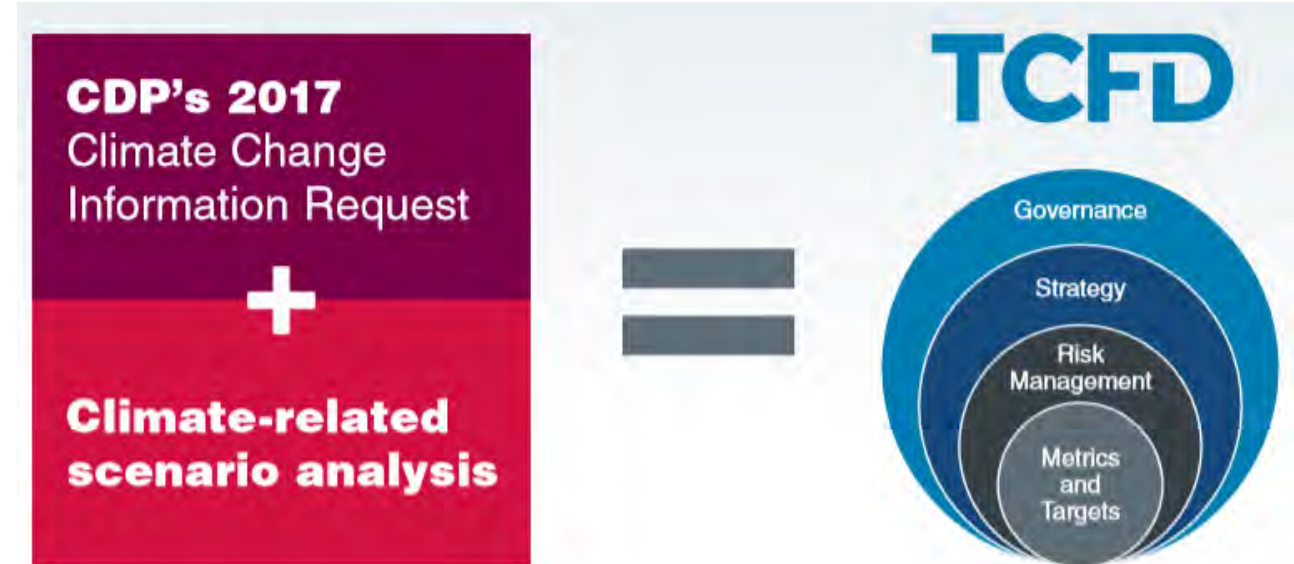 CDP's 2017
Climate Change
Information Request
+
Climate-related
scenario analysis
=
TCFD
Governance
Strategy
Risk
Management
Metrics
and
Targets